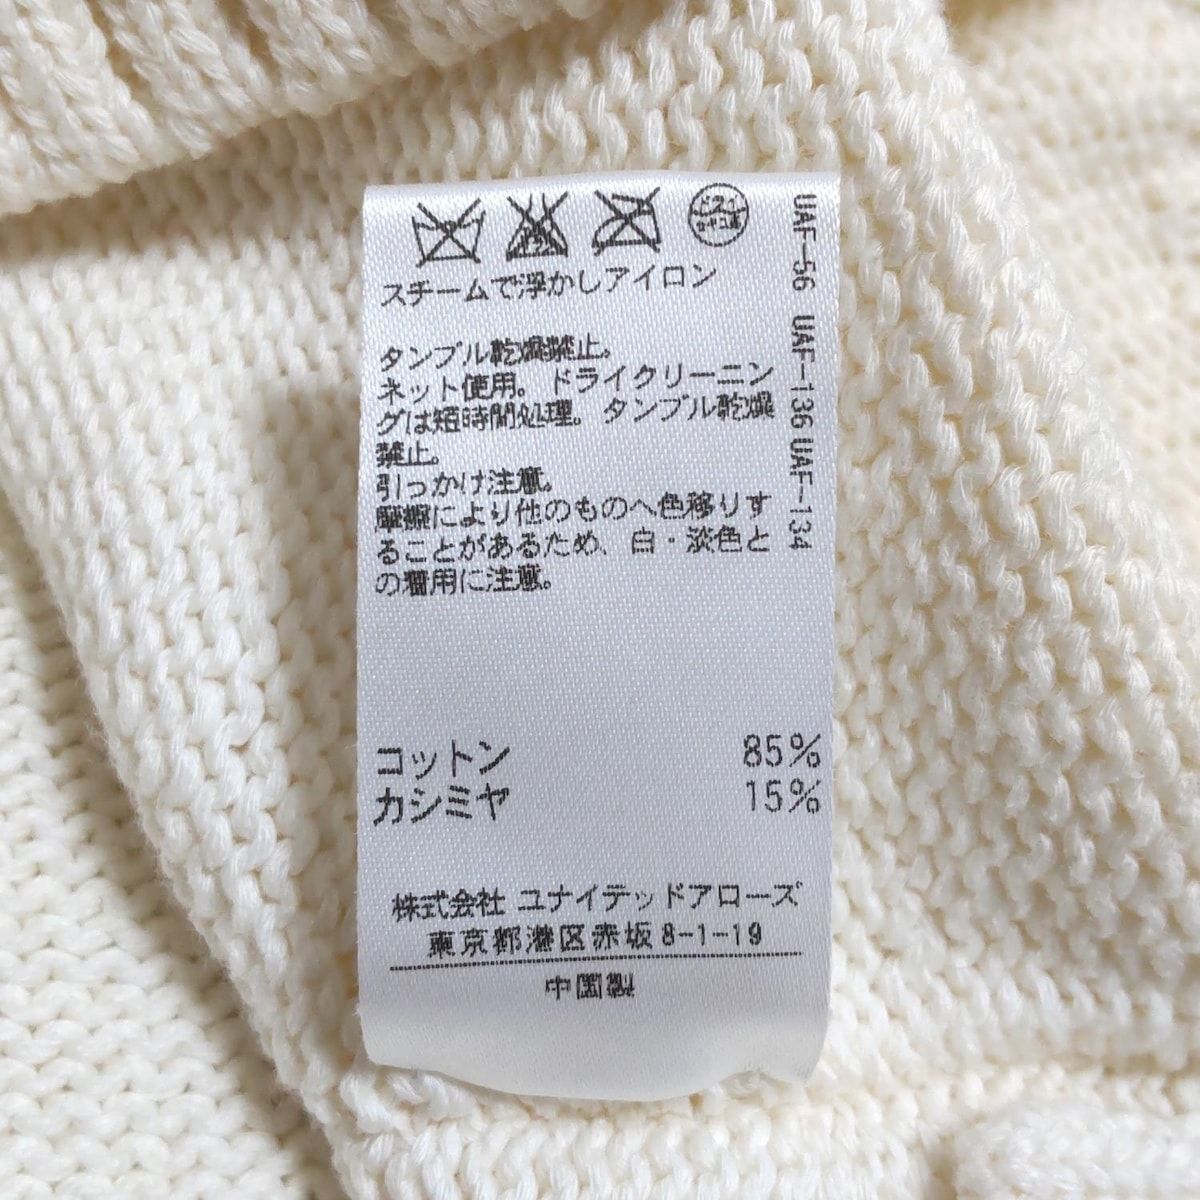 スチームで浮かしアイロン
タンブル乾燥禁止。
ネット使用。ドライクリーニン
グは短時間処理。タンブル乾燥
禁止。
引っかけ注意。
摩擦により他のものへ色移りす
ることがあるため、白・淡色と
の着用に注意。
コットン 85%
カシミヤ 15%
株式会社 ユナイテッドアローズ
東京都港区赤坂8-1-19
中国製
UAF-56 UAF-136 UAF-134